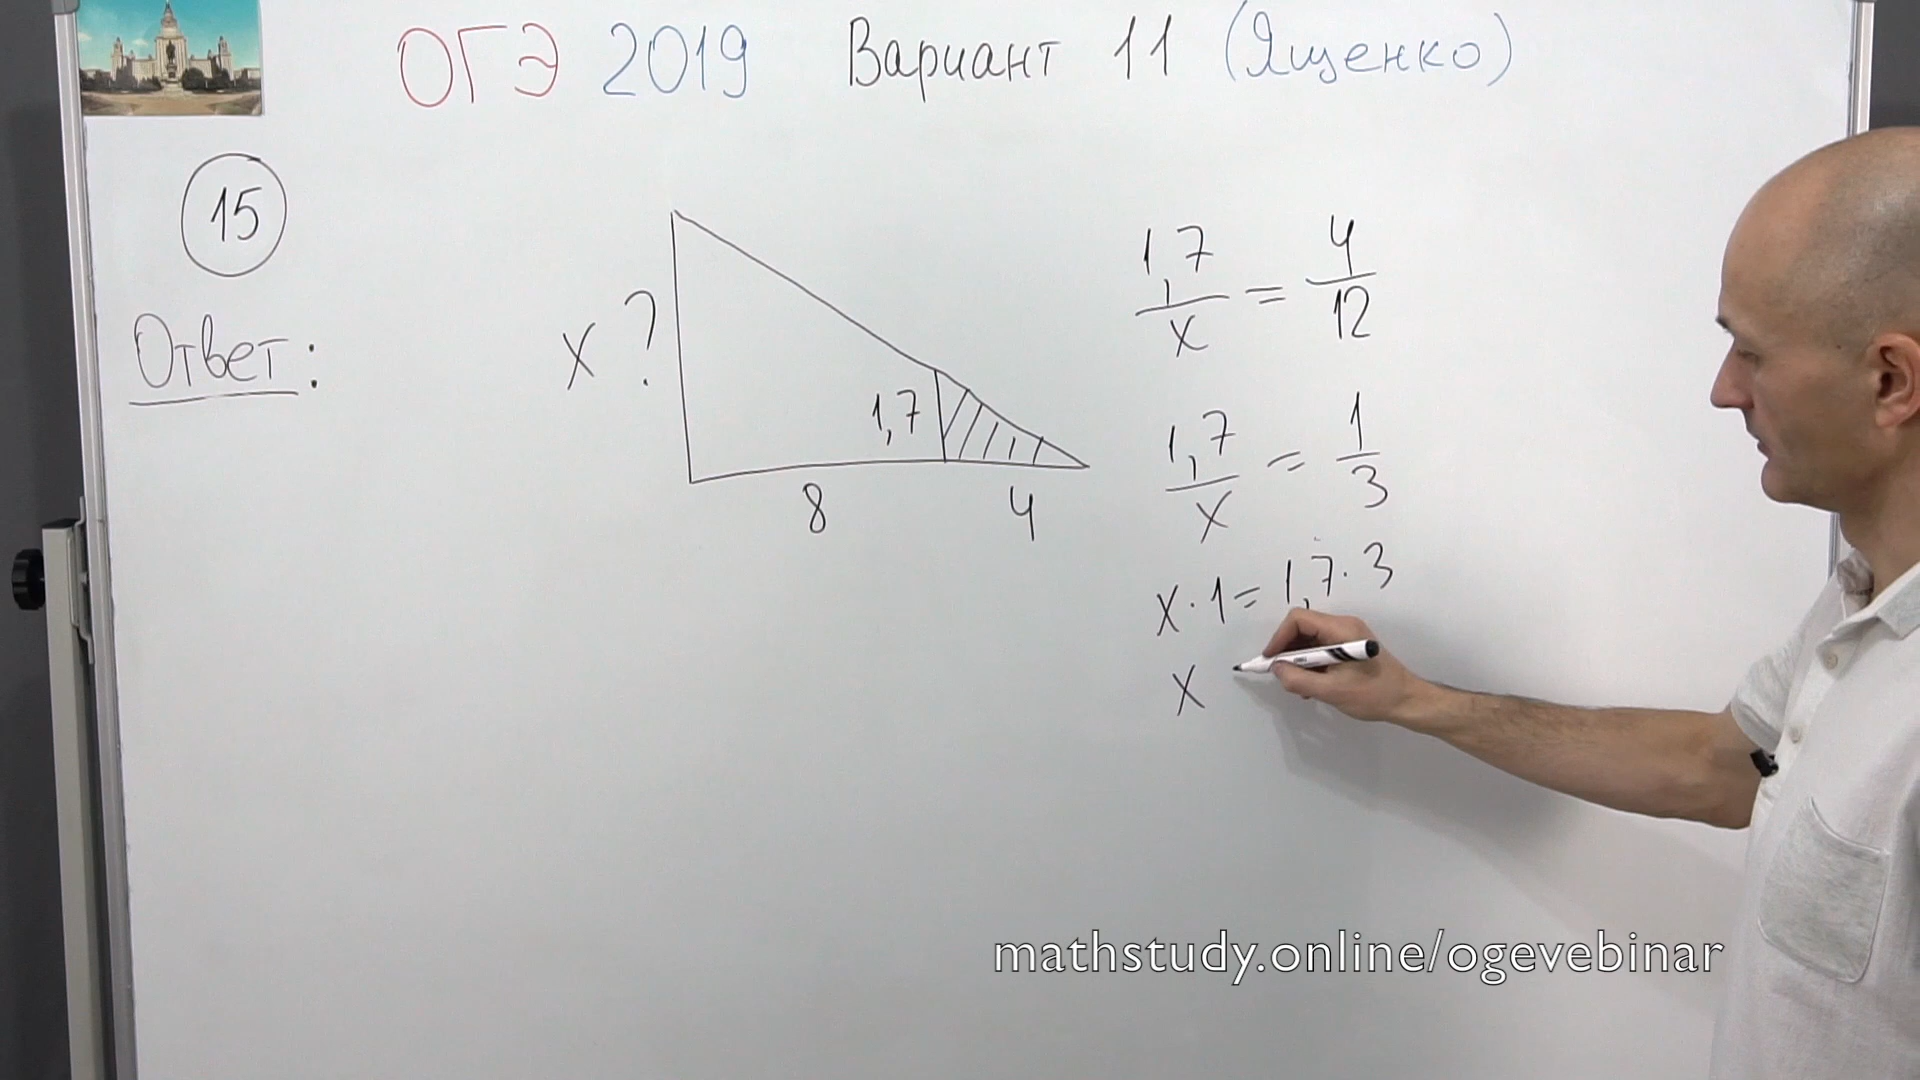 ОГЭ 2019 Вариант 11 (Ященко)
15
Ответ:
x ?
1,7
8
4
1,7/x = 4/12
1,7/x = 1/3
x · 1 = 1,7 · 3
x
mathstudy.online/ogevebinar